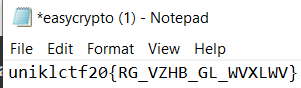 *easycrypto (1) - Notepad
File Edit Format View Help
uniklctf20{RG_VZHB_GL_WVXLWV}